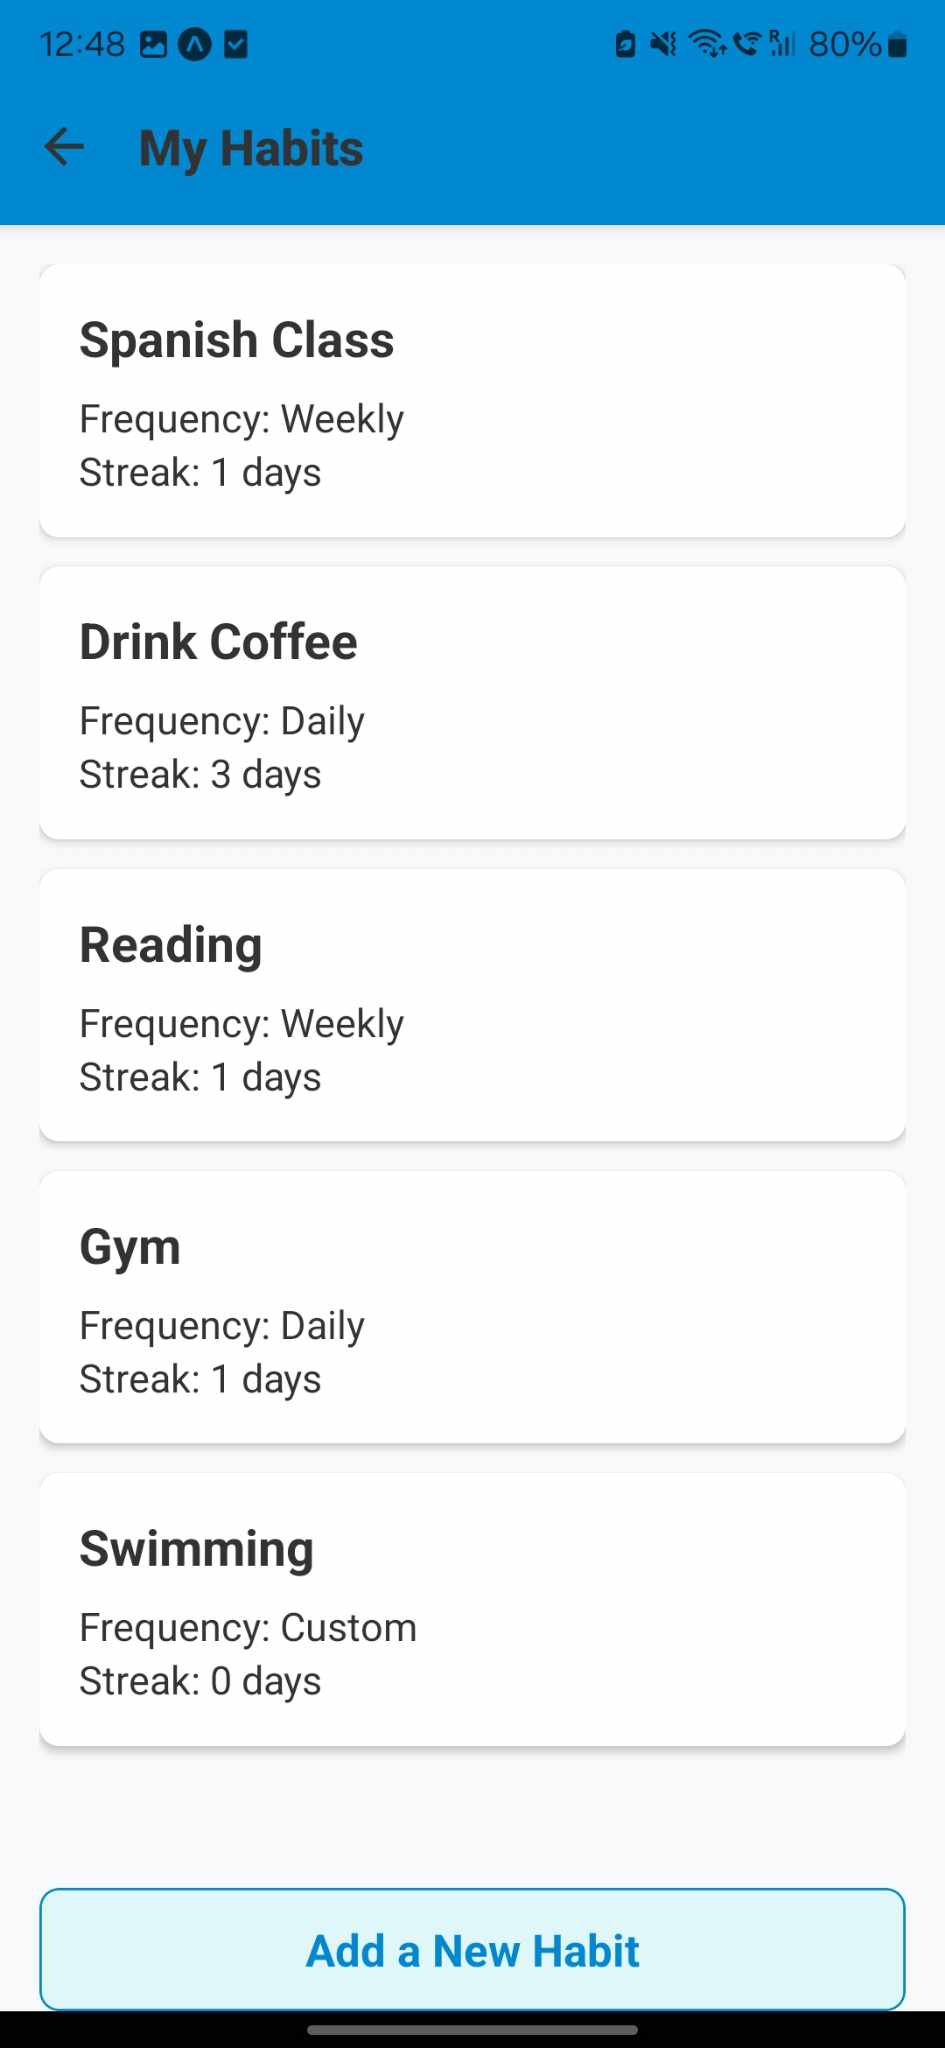 12:48 80%
My Habits
Spanish Class
Frequency: Weekly
Streak: 1 days
Drink Coffee
Frequency: Daily
Streak: 3 days
Reading
Frequency: Weekly
Streak: 1 days
Gym
Frequency: Daily
Streak: 1 days
Swimming
Frequency: Custom
Streak: 0 days
Add a New Habit